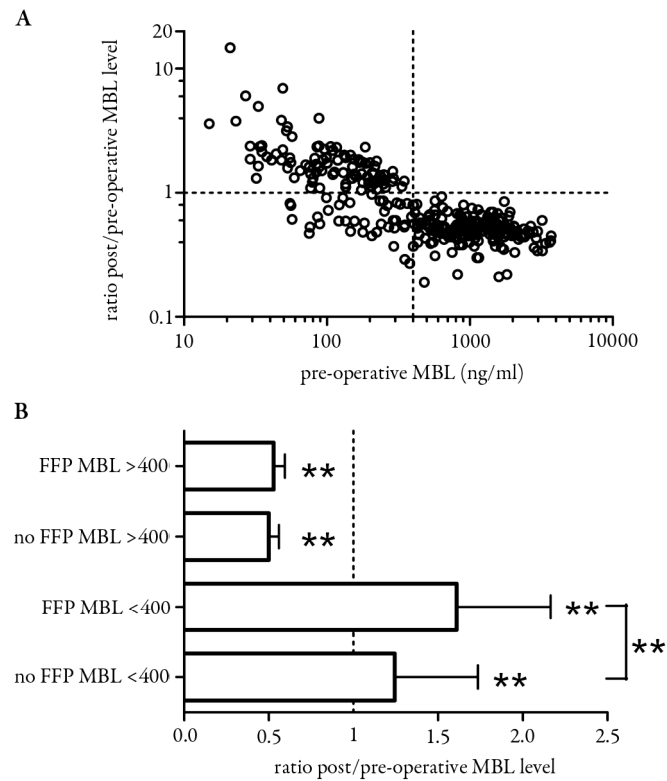 A
ratio post/pre-operative MBL level
20
10
1
0.1
10
100
1000
10000
pre-operative MBL (ng/ml)
B
FFP MBL >400
**
no FFP MBL >400
**
FFP MBL <400
**
**
no FFP MBL <400
**
0.0
0.5
1
1.5
2.0
2.5
ratio post/pre-operative MBL level